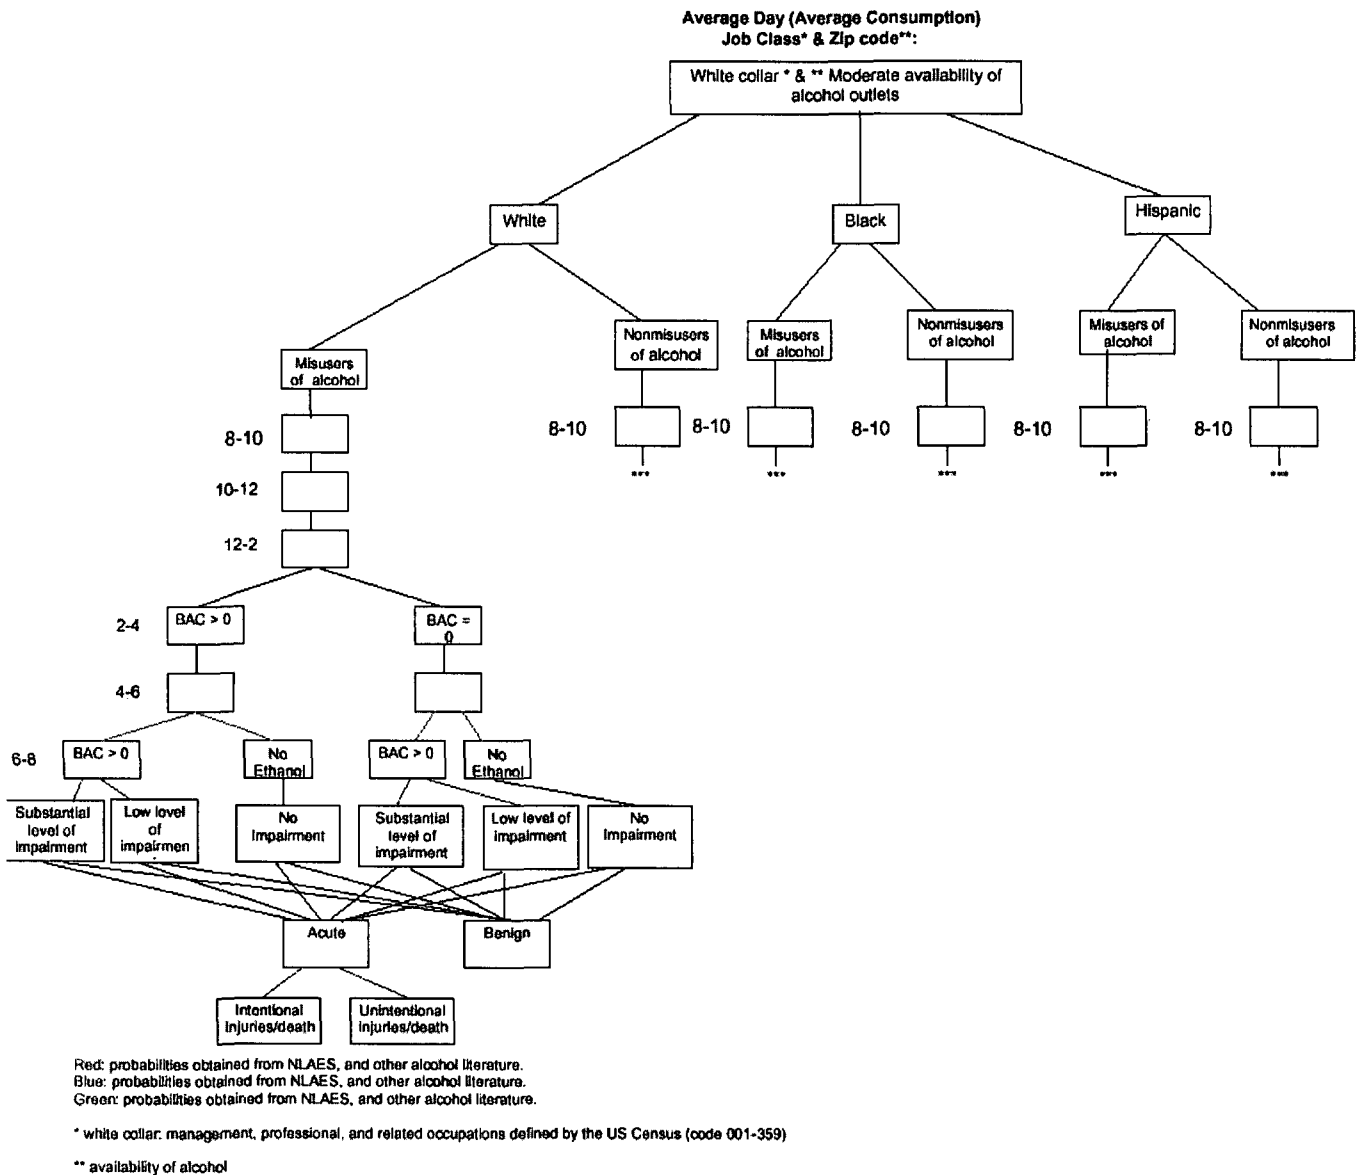 Average Day (Average Consumption)
Job Class* & Zip code**:
White collar * & ** Moderate availability of
alcohol outlets
White
Black
Hispanic
Misusers
of alcohol
Nonmisusers
of alcohol
Misusers
of alcohol
Nonmisusers
of alcohol
Misusers of
alcohol
Nonmisusers
of alcohol
8-10
8-10
8-10
8-10
8-10
8-10
***
***
***
***
***
10-12
12-2
2-4
BAC > 0
BAC =
0
4-6
6-8
BAC > 0
No
Ethanol
BAC > 0
No
Ethanol
Substantial
level of
impairment
Low level
of
impairmen
No
Impairment
Substantial
level of
impairment
Low level of
impairment
No
Impairment
Acute
Benign
Intentional
injuries/death
Unintentional
injuries/death
Red: probabilities obtained from NLAES, and other alcohol literature.
Blue: probabilities obtained from NLAES, and other alcohol literature.
Green: probabilities obtained from NLAES, and other alcohol literature.
* white collar: management, professional, and related occupations defined by the US Census (code 001-359)
** availability of alcohol